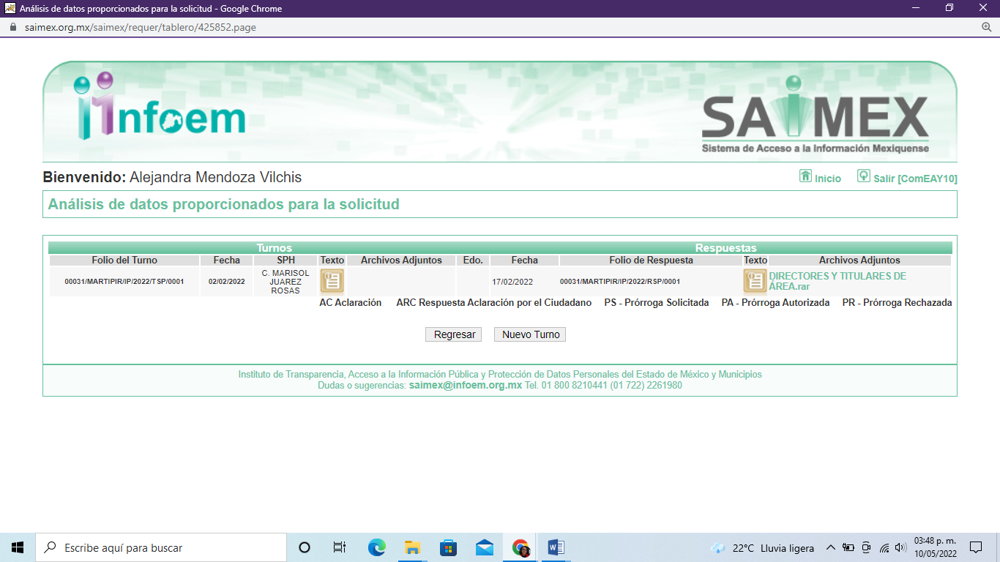 Análisis de datos proporcionados para la solicitud - Google Chrome
saimex.org.mx/saimex/requer/tablero/425852.page
infoem
SAIMEX
Sistema de Acceso a la Información Mexiquense
Bienvenido: Alejandra Mendoza Vilchis
Inicio Salir [ComEAY10]
Análisis de datos proporcionados para la solicitud
Turnos Respuestas
Folio del Turno Fecha SPH Texto Archivos Adjuntos Edo. Fecha Folio de Respuesta Texto Archivos Adjuntos
00031/MARTIPIR/IP/2022/TSP/0001 02/02/2022 C. MARISOL JUAREZ ROSAS 17/02/2022 00031/MARTIPIR/IP/2022/RSP/0001 DIRECTORES Y TITULARES DE ÁREA.rar
AC Aclaración ARC Respuesta Aclaración por el Ciudadano PS - Prórroga Solicitada PA - Prórroga Autorizada PR - Prórroga Rechazada
Regresar Nuevo Turno
Instituto de Transparencia, Acceso a la Información Pública y Protección de Datos Personales del Estado de México y Municipios
Dudas o sugerencias: saimex@infoem.org.mx Tel. 01 800 8210441 (01 722) 2261980
Escribe aquí para buscar
22°C Lluvia ligera
03:48 p. m.
10/05/2022